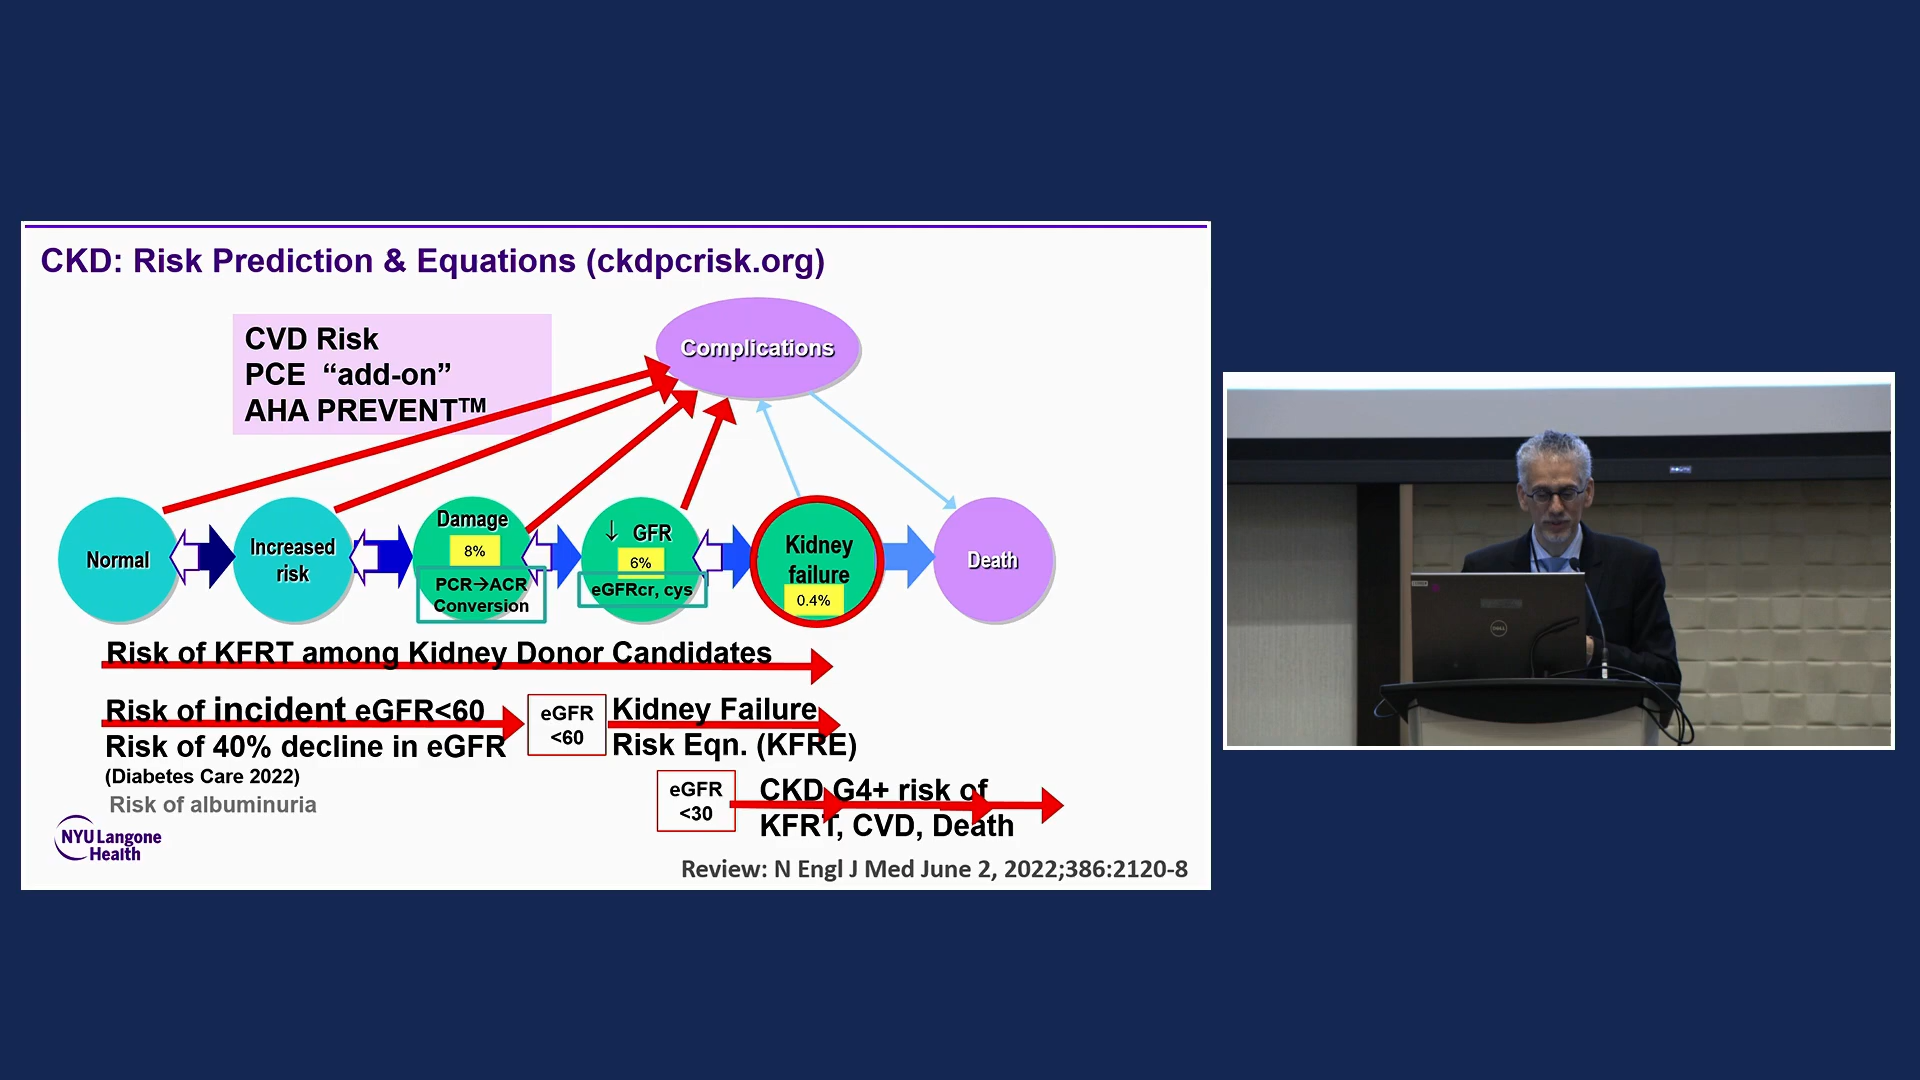 CKD: Risk Prediction & Equations (ckdpcrisk.org)
CVD Risk
PCE “add-on”
AHA PREVENT™
Complications
Normal
Increased
risk
Damage
8%
PCR→ACR
Conversion
↓ GFR
6%
eGFRcr, cys
Kidney
failure
0.4%
Death
Risk of KFRT among Kidney Donor Candidates
Risk of incident eGFR<60
Risk of 40% decline in eGFR
(Diabetes Care 2022)
Risk of albuminuria
eGFR
<60
Kidney Failure
Risk Eqn. (KFRE)
eGFR
<30
CKD G4+ risk of
KFRT, CVD, Death
NYU Langone
Health
Review: N Engl J Med June 2, 2022;386:2120-8
DELL